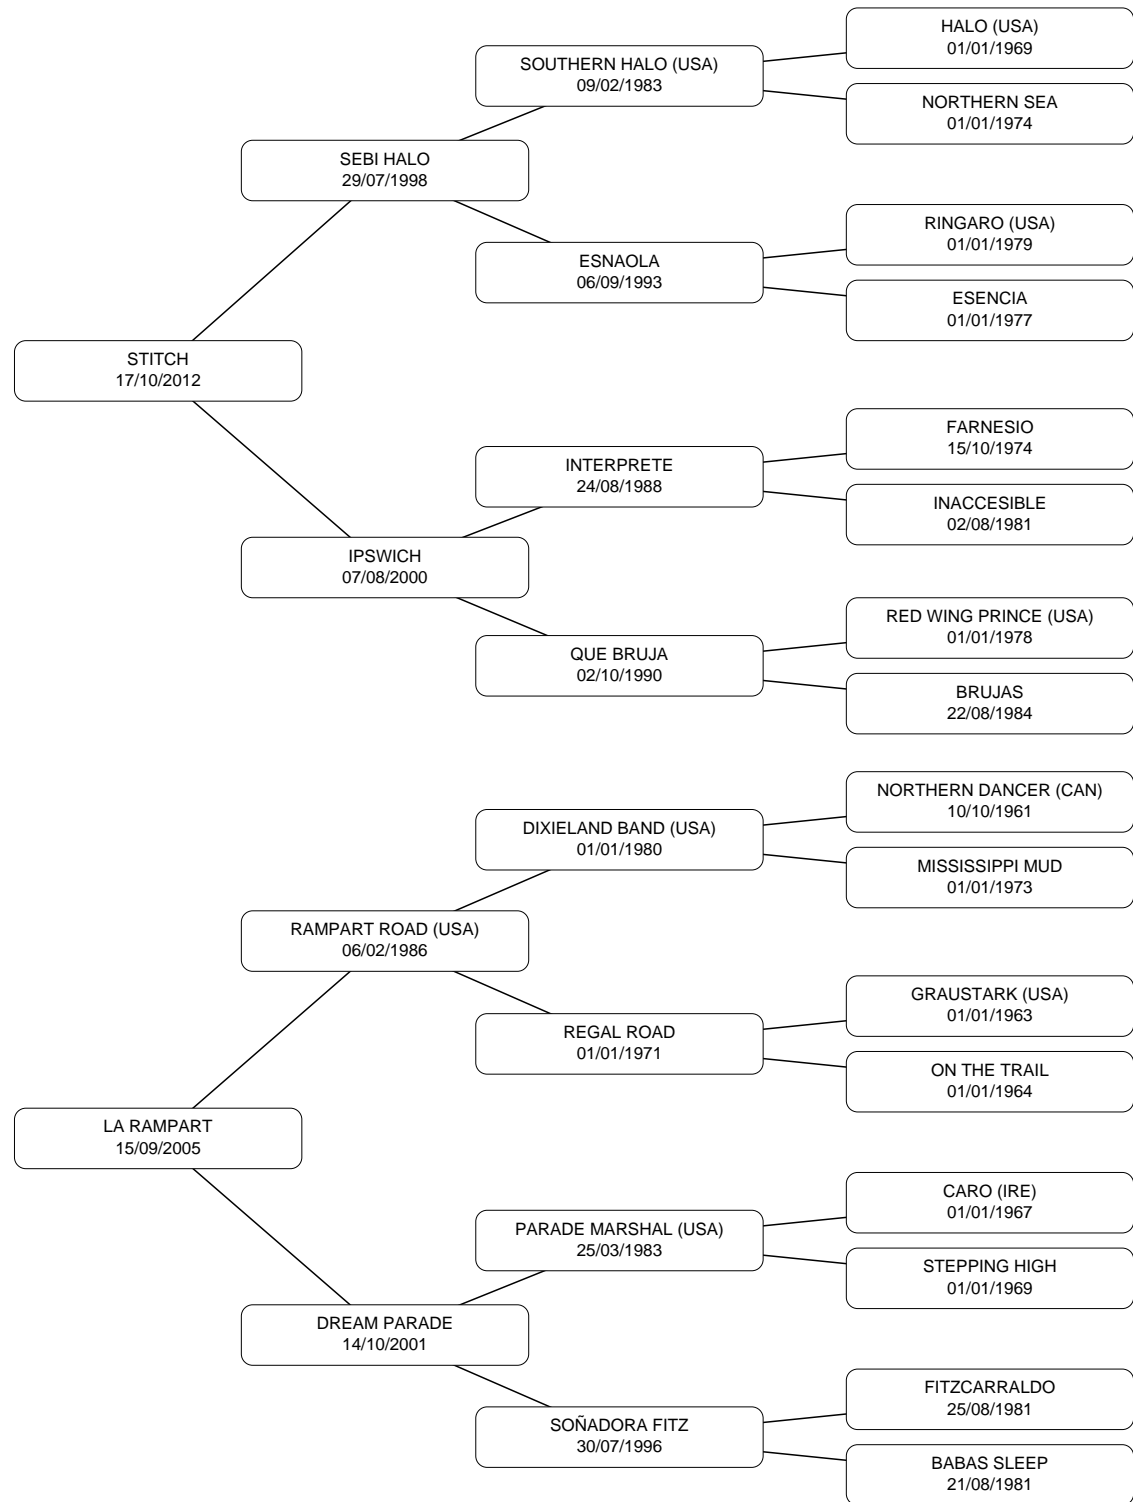 HALO (USA)
01/01/1969
SOUTHERN HALO (USA)
09/02/1983
NORTHERN SEA
01/01/1974
SEBI HALO
29/07/1998
RINGARO (USA)
01/01/1979
ESNAOLA
06/09/1993
ESENCIA
01/01/1977
STITCH
17/10/2012
FARNESIO
15/10/1974
INTERPRETE
24/08/1988
INACCESIBLE
02/08/1981
IPSWICH
07/08/2000
RED WING PRINCE (USA)
01/01/1978
QUE BRUJA
02/10/1990
BRUJAS
22/08/1984
NORTHERN DANCER (CAN)
10/10/1961
DIXIELAND BAND (USA)
01/01/1980
MISSISSIPPI MUD
01/01/1973
RAMPART ROAD (USA)
06/02/1986
GRAUSTARK (USA)
01/01/1963
REGAL ROAD
01/01/1971
ON THE TRAIL
01/01/1964
LA RAMPART
15/09/2005
CARO (IRE)
01/01/1967
PARADE MARSHAL (USA)
25/03/1983
STEPPING HIGH
01/01/1969
DREAM PARADE
14/10/2001
FITZCARRALDO
25/08/1981
SOÑADORA FITZ
30/07/1996
BABAS SLEEP
21/08/1981